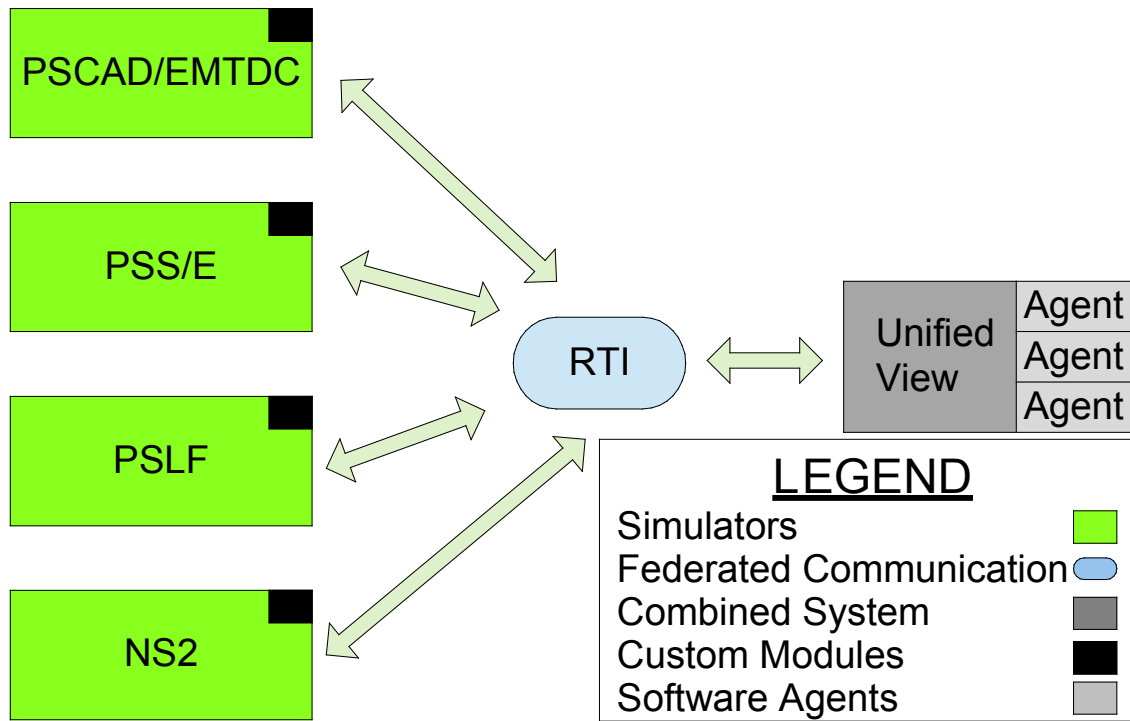 PSCAD/EMTDC
PSS/E
PSLF
NS2
RTI
Unified
View
Agent
Agent
Agent
LEGEND
Simulators
Federated Communication
Combined System
Custom Modules
Software Agents